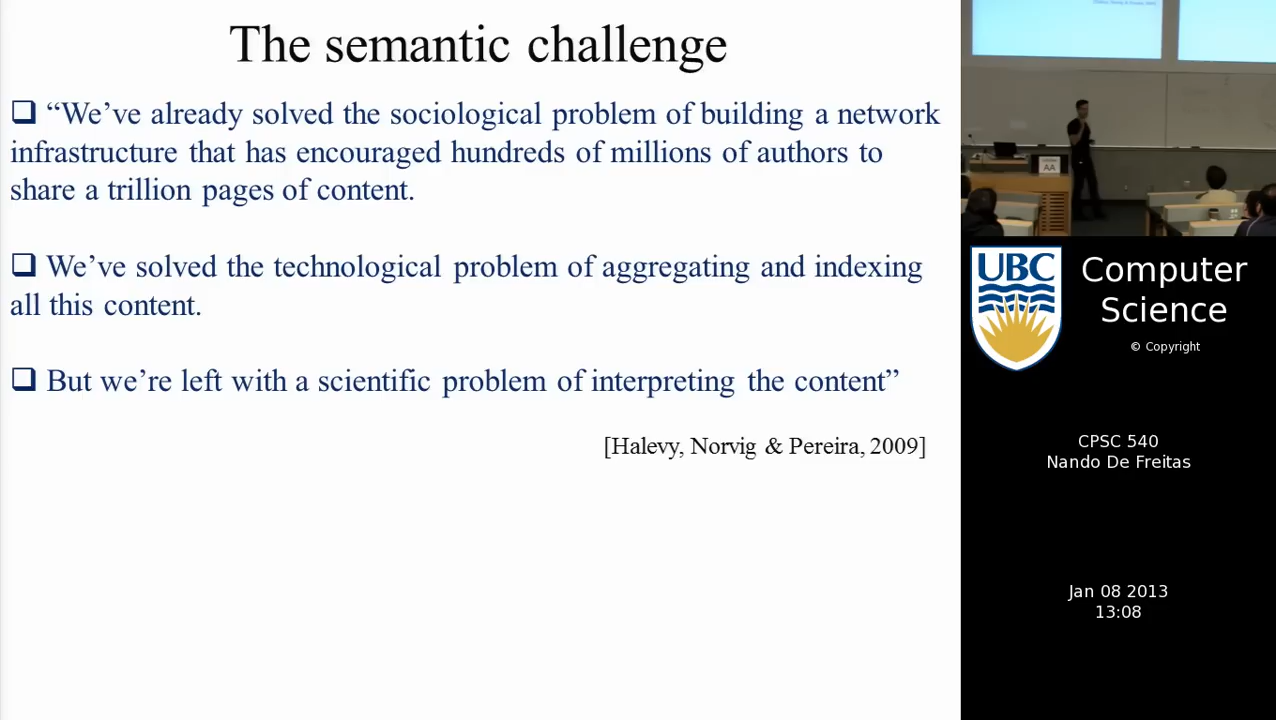 The semantic challenge
❑ “We’ve already solved the sociological problem of building a network
infrastructure that has encouraged hundreds of millions of authors to
share a trillion pages of content.
❑ We’ve solved the technological problem of aggregating and indexing
all this content.
❑ But we’re left with a scientific problem of interpreting the content”
[Halevy, Norvig & Pereira, 2009]
AA
UBC
Computer
Science
© Copyright
CPSC 540
Nando De Freitas
Jan 08 2013
13:08